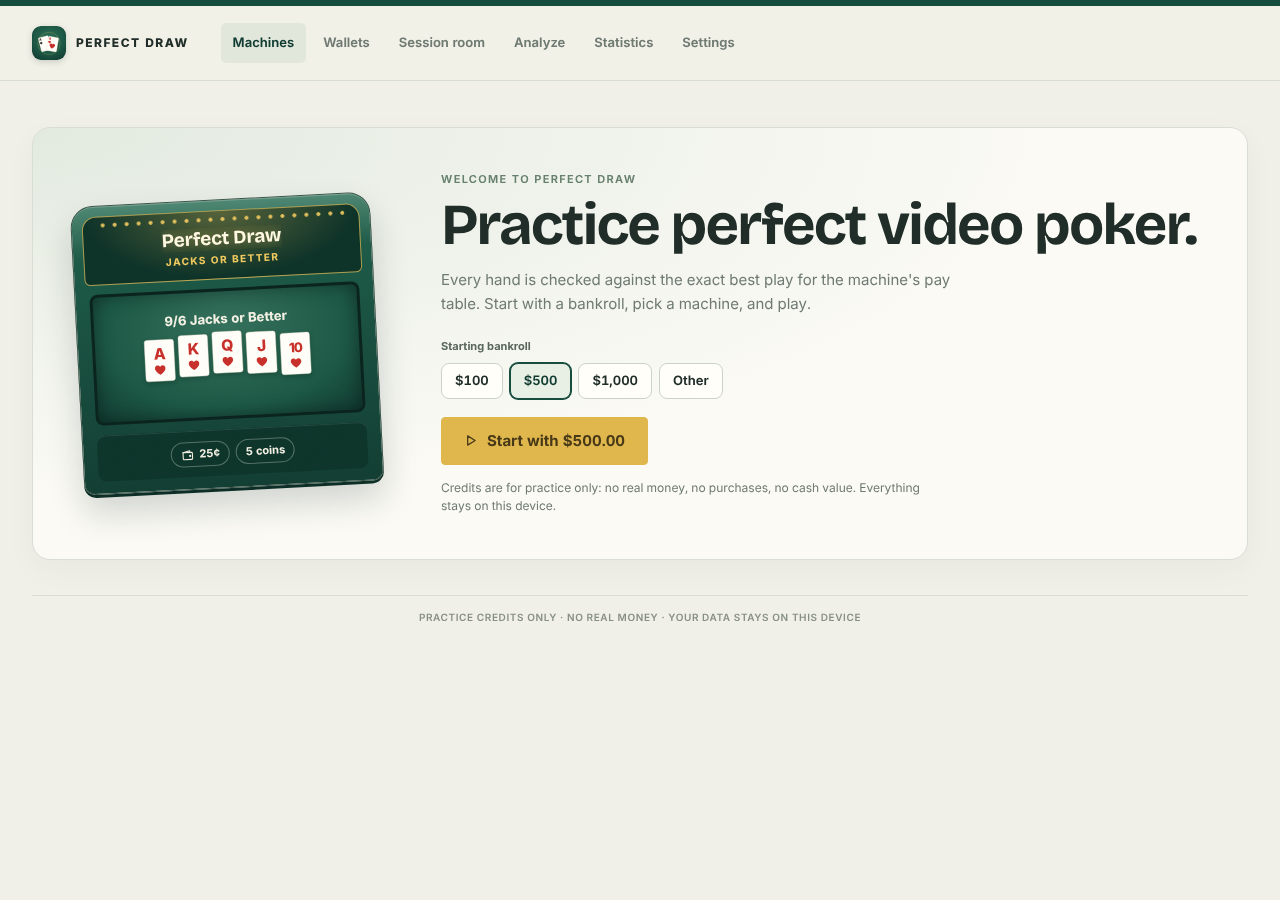 PERFECT DRAW
Machines
Wallets
Session room
Analyze
Statistics
Settings
Perfect Draw
JACKS OR BETTER
9/6 Jacks or Better
A K Q J 10
25¢
5 coins
WELCOME TO PERFECT DRAW
Practice perfect video poker.
Every hand is checked against the exact best play for the machine's pay
table. Start with a bankroll, pick a machine, and play.
Starting bankroll
$100
$500
$1,000
Other
Start with $500.00
Credits are for practice only: no real money, no purchases, no cash value. Everything
stays on this device.
PRACTICE CREDITS ONLY · NO REAL MONEY · YOUR DATA STAYS ON THIS DEVICE